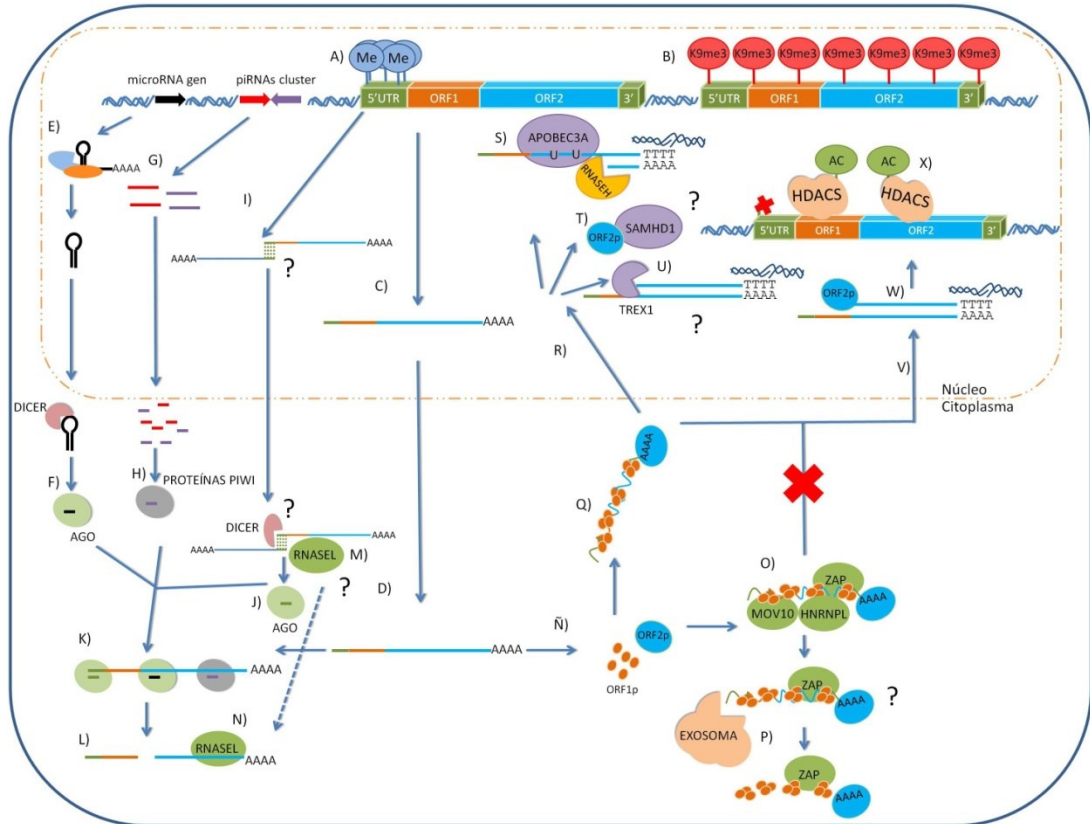 A)
Me Me
B)
K9me3 K9me3 K9me3 K9me3 K9me3 K9me3 K9me3
microRNA gen
piRNAs cluster
5'UTR ORF1 ORF2 3'
5'UTR ORF1 ORF2 3'
E)
AAAA
G)
I)
AAAA
AAAA
?
C)
AAAA
S)
APOBEC3A
U U
RNASEH
TTTT
AAAA
?
T)
ORF2p
SAMHD1
U)
TREX1
TTTT
AAAA
?
AC AC
X)
HDACS HDACS
5'UTR ORF1 ORF2 3'
ORF2p
W)
TTTT
AAAA
R)
V)
Núcleo
Citoplasma
DICER
F)
AGO
H)
PROTEÍNAS PIWI
?
DICER
AAAA
AAAA
RNASEL
M)
?
J)
AGO
D)
K)
AAAA
L)
N)
RNASEL
AAAA
AAAA
Ñ)
ORF2p
ORF1p
Q)
AAAA
O)
ZAP
MOV10 HNRNPL
AAAA
ZAP
AAAA
?
EXOSOMA
P)
ZAP
AAAA